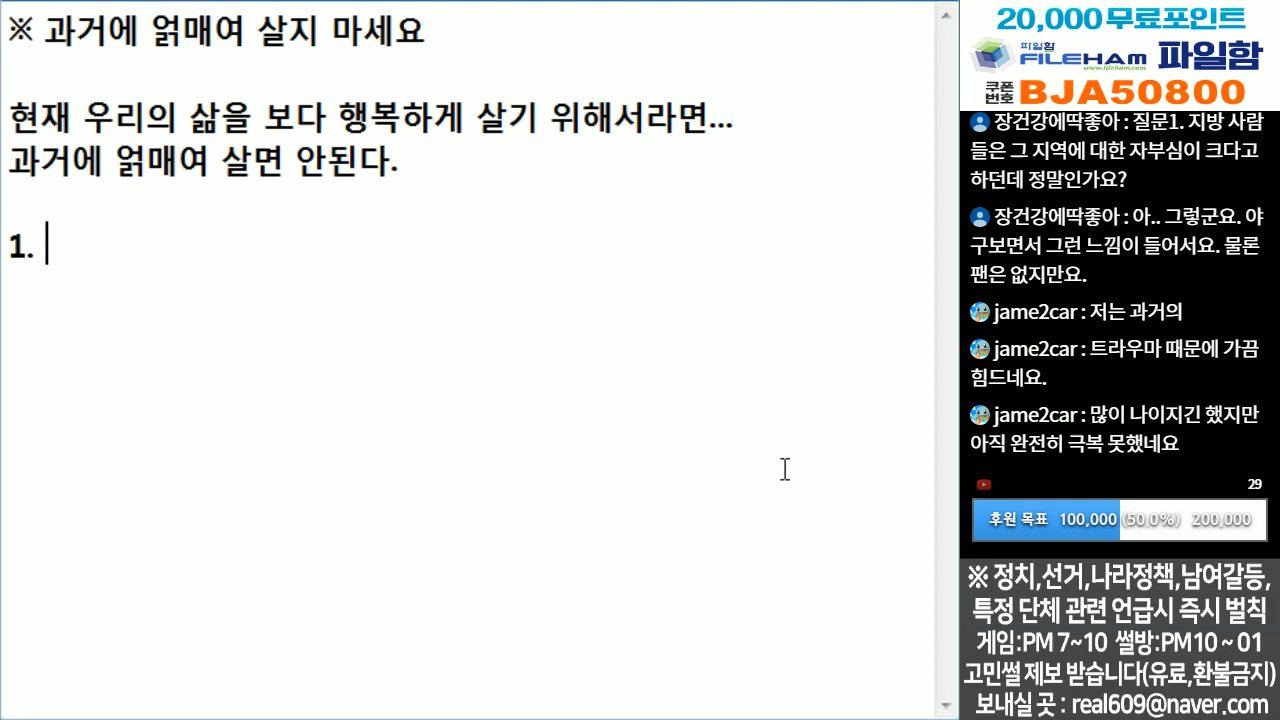 ※ 과거에 얽매여 살지 마세요
현재 우리의 삶을 보다 행복하게 살기 위해서라면...
과거에 얽매여 살면 안된다.
1.
20,000무료포인트
파일함
FILEHAM
www.fileham.com
파일함
쿠폰
번호
BJA50800
장건강에딱좋아 : 질문1. 지방 사람
들은 그 지역에 대한 자부심이 크다고
하던데 정말인가요?
장건강에딱좋아 : 아.. 그렇군요. 야
구보면서 그런 느낌이 들어서요. 물론
팬은 없지만요.
jame2car : 저는 과거의
jame2car : 트라우마 때문에 가끔
힘드네요.
jame2car : 많이 나이지긴 했지만
아직 완전히 극복 못했네요
29
후원 목표 100,000 (50.0%) 200,000
※ 정치,선거,나라정책,남여갈등,
특정 단체 관련 언급시 즉시 벌칙
게임:PM 7~10 썰방:PM10 ~ 01
고민썰 제보 받습니다(유료,환불금지)
보내실 곳 : real609@naver.com